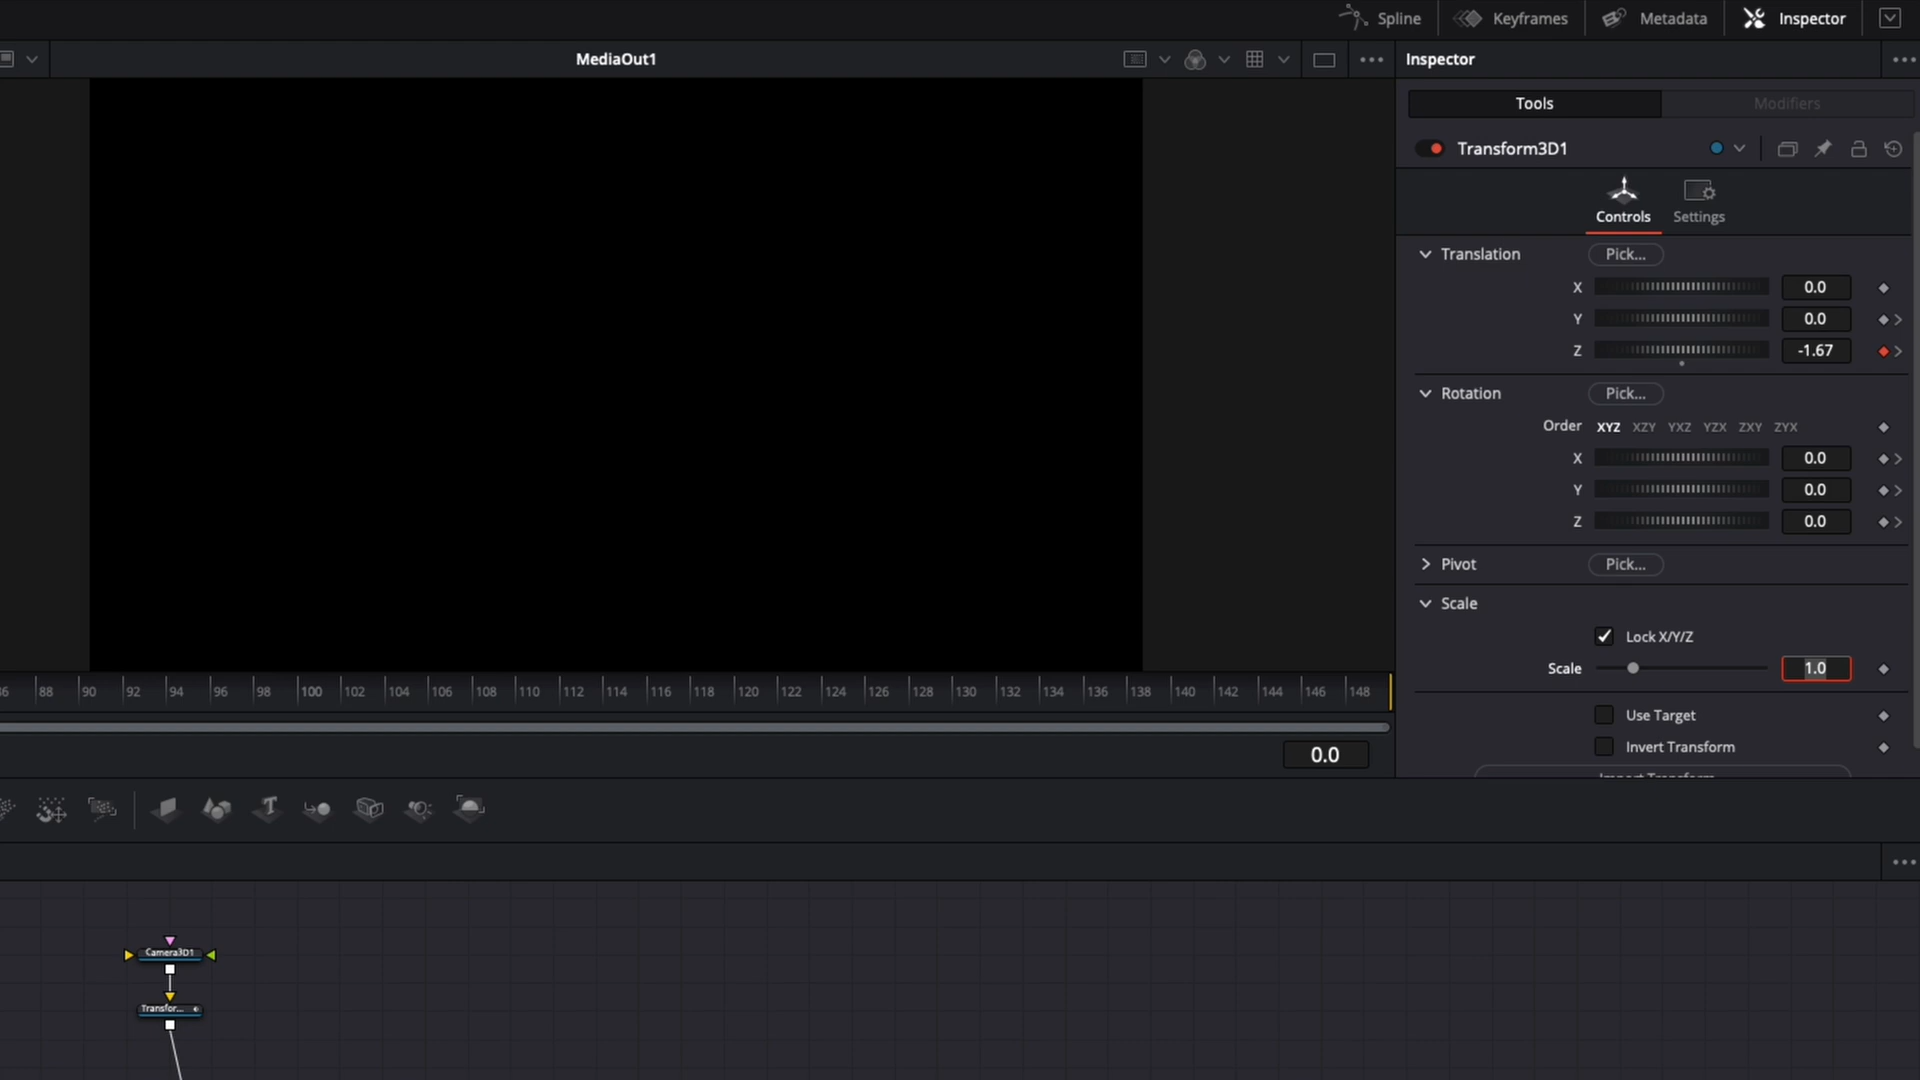 Spline Keyframes Metadata Inspector
MediaOut1
Inspector
Tools Modifiers
Transform3D1
Controls Settings
Translation Pick...
X 0.0
Y 0.0
Z -1.67
Rotation Pick...
Order XYZ XZY YXZ YZX ZXY ZYX
X 0.0
Y 0.0
Z 0.0
Pivot Pick...
Scale
Lock X/Y/Z
Scale 1.0
Use Target
Invert Transform
Import Transform
88 90 92 94 96 98 100 102 104 106 108 110 112 114 116 118 120 122 124 126 128 130 132 134 136 138 140 142 144 146 148
0.0
Camera3D1
Transfor...